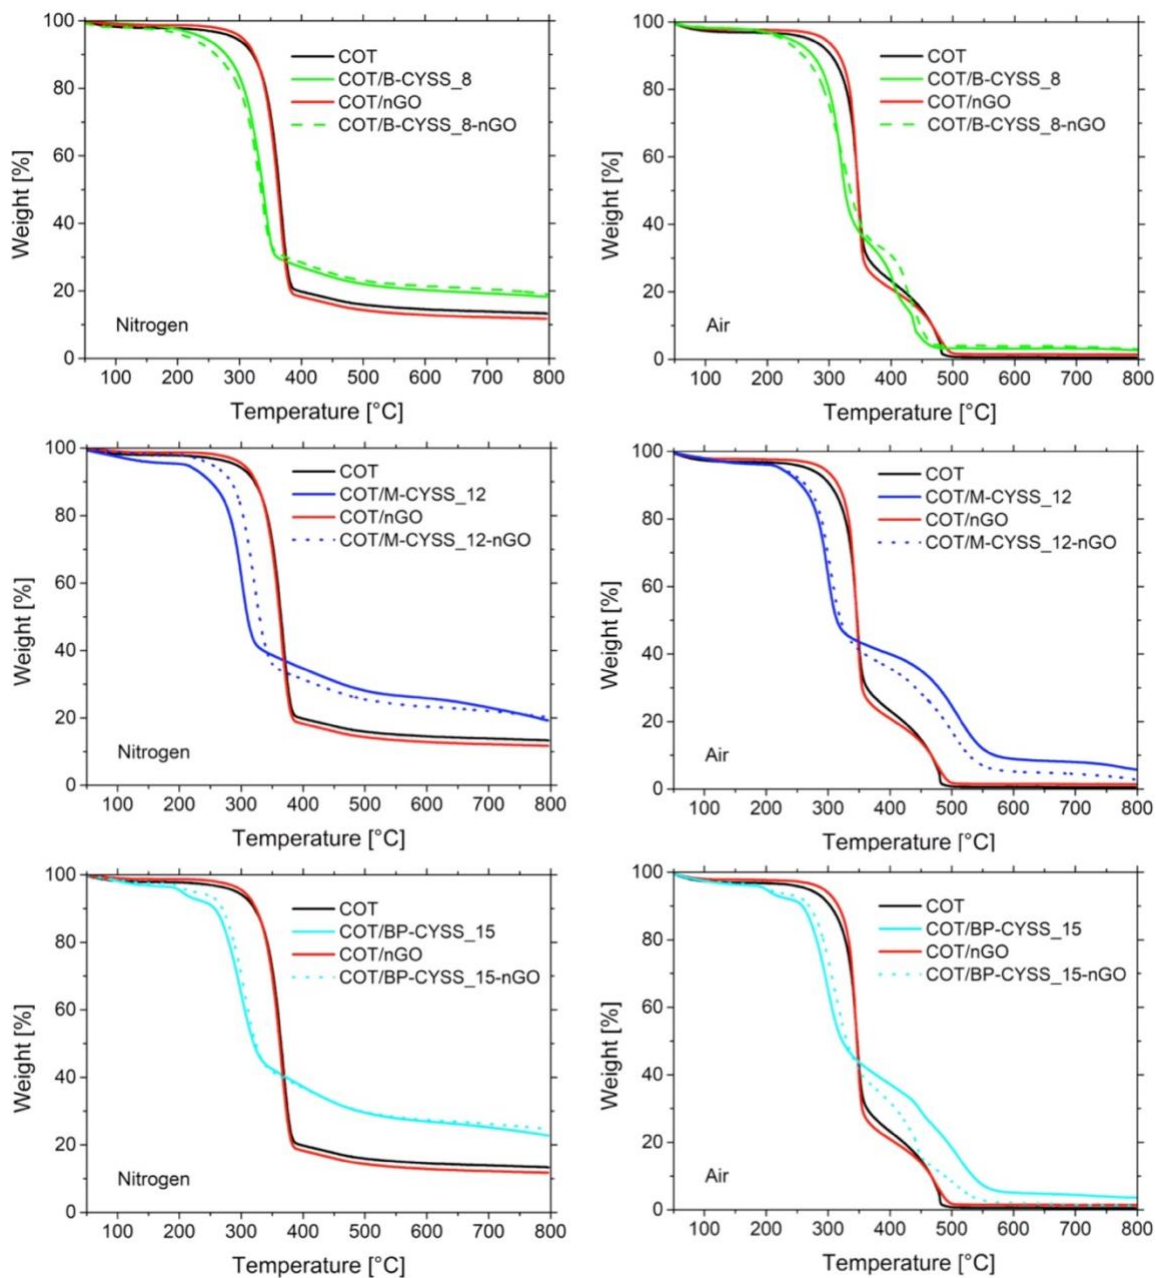 Weight [%]
100
80
60
40
20
0
COT
COT/B-CYSS_8
COT/nGO
COT/B-CYSS_8-nGO
Nitrogen
100 200 300 400 500 600 700 800
Temperature [°C]
Weight [%]
100
80
60
40
20
0
COT
COT/B-CYSS_8
COT/nGO
COT/B-CYSS_8-nGO
Air
100 200 300 400 500 600 700 800
Temperature [°C]
Weight [%]
100
80
60
40
20
0
COT
COT/M-CYSS_12
COT/nGO
COT/M-CYSS_12-nGO
Nitrogen
100 200 300 400 500 600 700 800
Temperature [°C]
Weight [%]
100
80
60
40
20
0
COT
COT/M-CYSS_12
COT/nGO
COT/M-CYSS_12-nGO
Air
100 200 300 400 500 600 700 800
Temperature [°C]
Weight [%]
100
80
60
40
20
0
COT
COT/BP-CYSS_15
COT/nGO
COT/BP-CYSS_15-nGO
Nitrogen
100 200 300 400 500 600 700 800
Temperature [°C]
Weight [%]
100
80
60
40
20
0
COT
COT/BP-CYSS_15
COT/nGO
COT/BP-CYSS_15-nGO
Air
100 200 300 400 500 600 700 800
Temperature [°C]